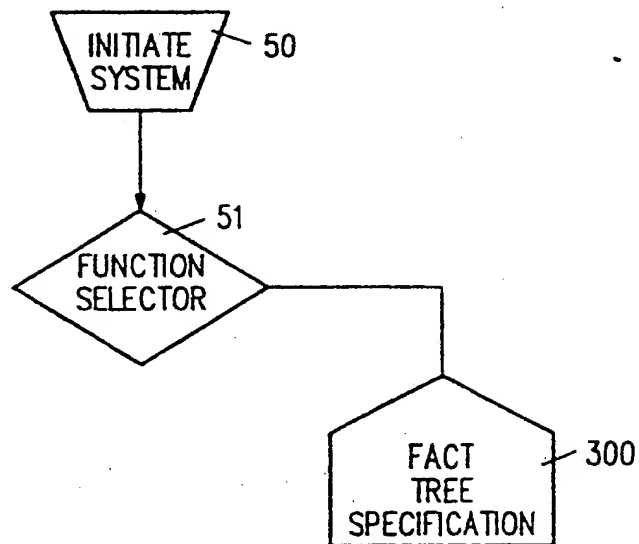 INITIATE
SYSTEM
50
51
FUNCTION
SELECTOR
FACT
TREE
SPECIFICATION
300